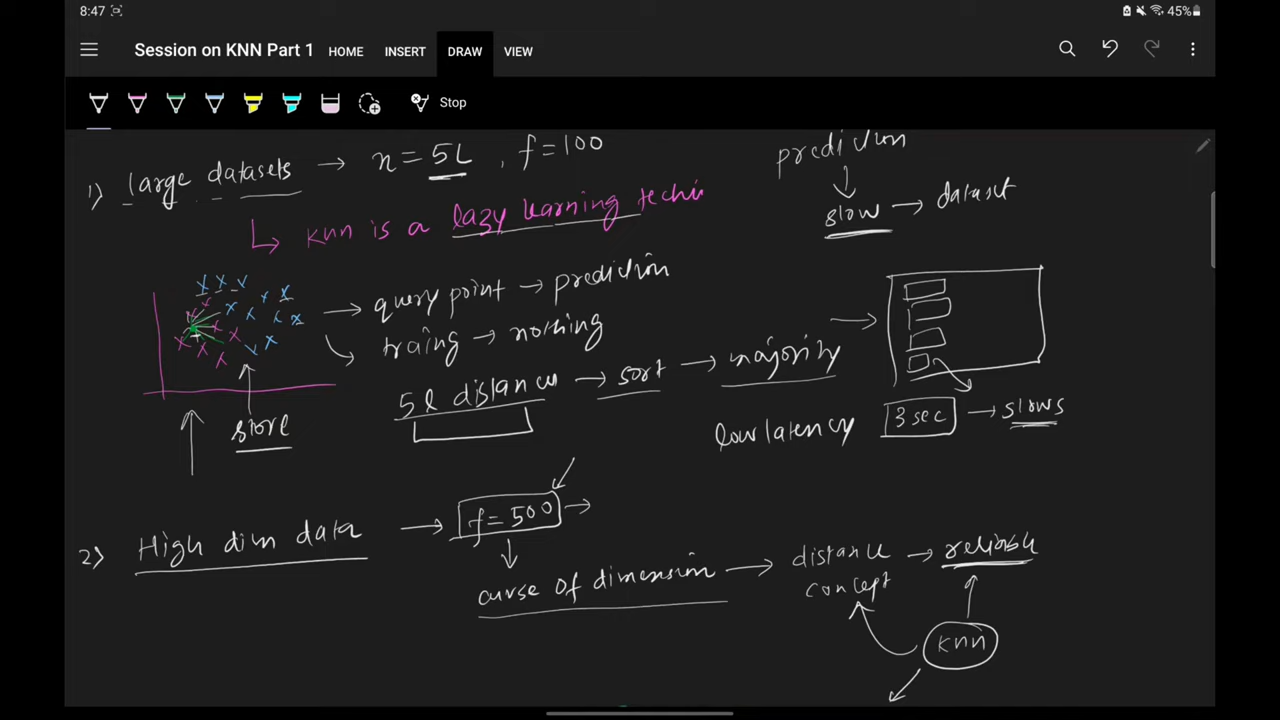 8:47 45%
Session on KNN Part 1 HOME INSERT DRAW VIEW
Stop
prediction
1) large datasets → n = 5L , f = 100
slow → dataset
knn is a lazy learning techni
query point → prediction
traing → nothing
5l distances → sort → majority
store
low latency 3 sec → slows
2) High dim data → f = 500 →
curse of dimension → distance concept → reliable
knn